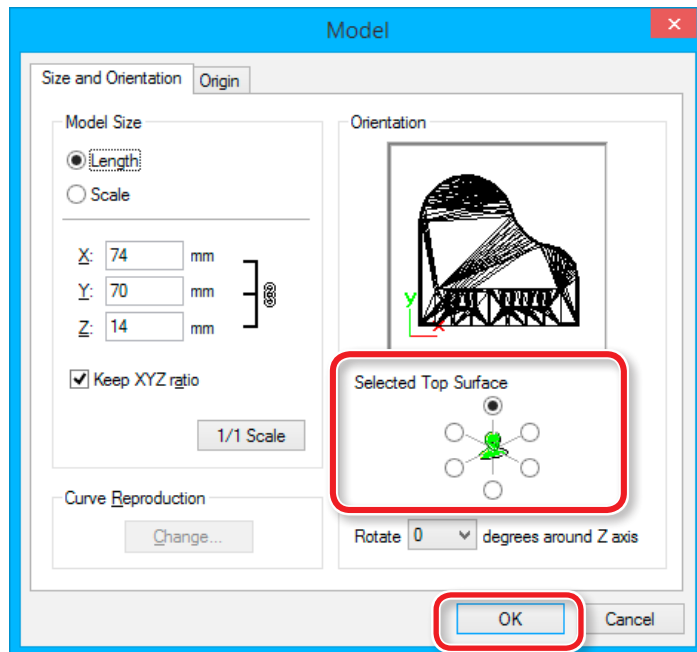 Model
Size and Orientation
Origin
Model Size
Length
Scale
X: 74 mm
Y: 70 mm
Z: 14 mm
Keep XYZ ratio
1/1 Scale
Curve Reproduction
Change...
Orientation
y
x
Selected Top Surface
Rotate 0 degrees around Z axis
OK
Cancel